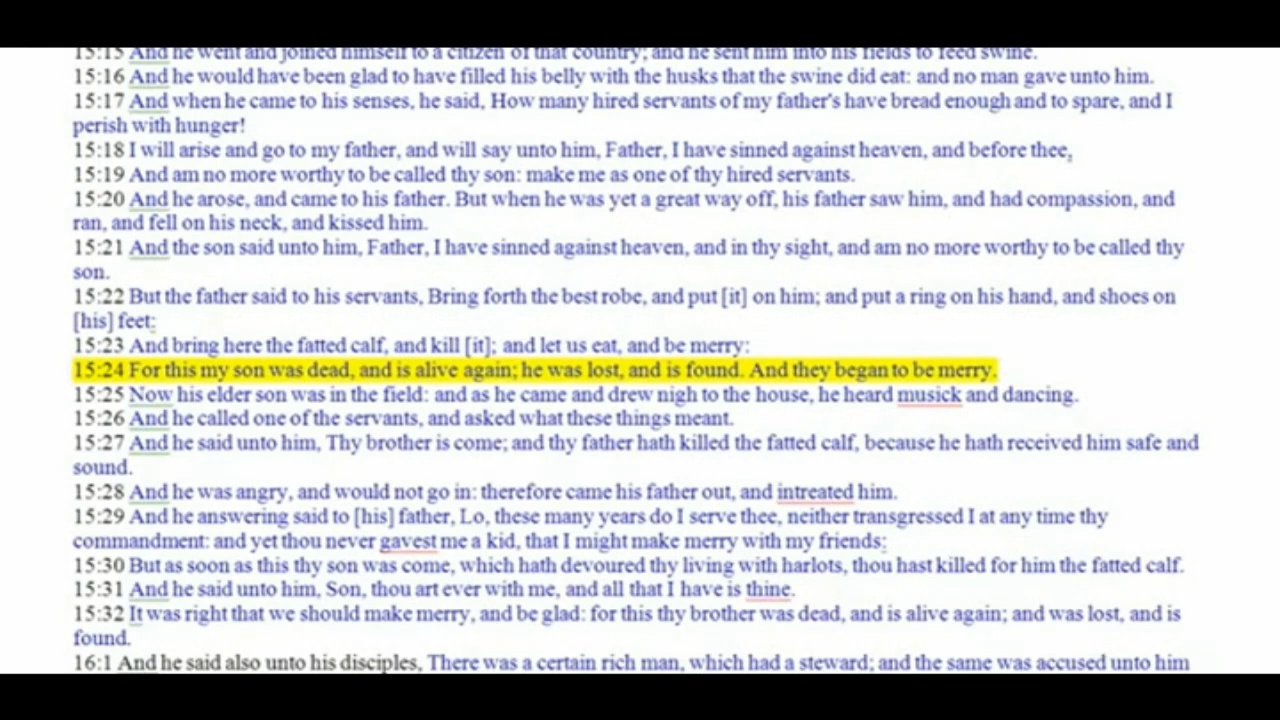 15:15 And he went and joined himself to a citizen of that country; and he sent him into his fields to feed swine.
15:16 And he would have been glad to have filled his belly with the husks that the swine did eat: and no man gave unto him.
15:17 And when he came to his senses, he said, How many hired servants of my father's have bread enough and to spare, and I
perish with hunger!
15:18 I will arise and go to my father, and will say unto him, Father, I have sinned against heaven, and before thee,
15:19 And am no more worthy to be called thy son: make me as one of thy hired servants.
15:20 And he arose, and came to his father. But when he was yet a great way off, his father saw him, and had compassion, and
ran, and fell on his neck, and kissed him.
15:21 And the son said unto him, Father, I have sinned against heaven, and in thy sight, and am no more worthy to be called thy
son.
15:22 But the father said to his servants, Bring forth the best robe, and put [it] on him; and put a ring on his hand, and shoes on
[his] feet:
15:23 And bring here the fatted calf, and kill [it]; and let us eat, and be merry:
15:24 For this my son was dead, and is alive again; he was lost, and is found. And they began to be merry.
15:25 Now his elder son was in the field: and as he came and drew nigh to the house, he heard musick and dancing.
15:26 And he called one of the servants, and asked what these things meant.
15:27 And he said unto him, Thy brother is come; and thy father hath killed the fatted calf, because he hath received him safe and
sound.
15:28 And he was angry, and would not go in: therefore came his father out, and intreated him.
15:29 And he answering said to [his] father, Lo, these many years do I serve thee, neither transgressed I at any time thy
commandment: and yet thou never gavest me a kid, that I might make merry with my friends:
15:30 But as soon as this thy son was come, which hath devoured thy living with harlots, thou hast killed for him the fatted calf.
15:31 And he said unto him, Son, thou art ever with me, and all that I have is thine.
15:32 It was right that we should make merry, and be glad: for this thy brother was dead, and is alive again; and was lost, and is
found.
16:1 And he said also unto his disciples, There was a certain rich man, which had a steward; and the same was accused unto him